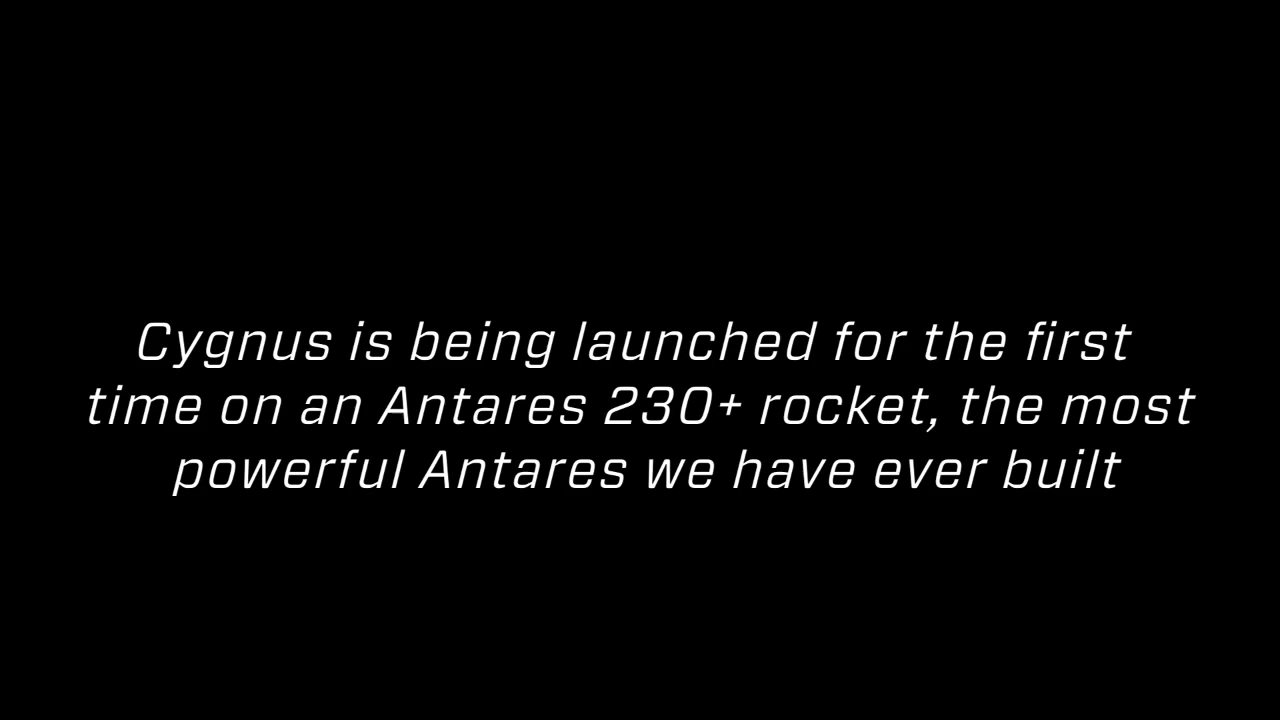 Cygnus is being launched for the first
time on an Antares 230+ rocket, the most
powerful Antares we have ever built